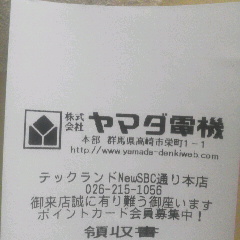 株式会社 ヤマダ電機
本部 群馬県高崎市栄町1-1
http://www.yamada-denkiweb.com
テックランドNewSBC通り本店
026-215-1056
御来店誠に有り難う御座います
ポイントカード会員募集中!
領収書